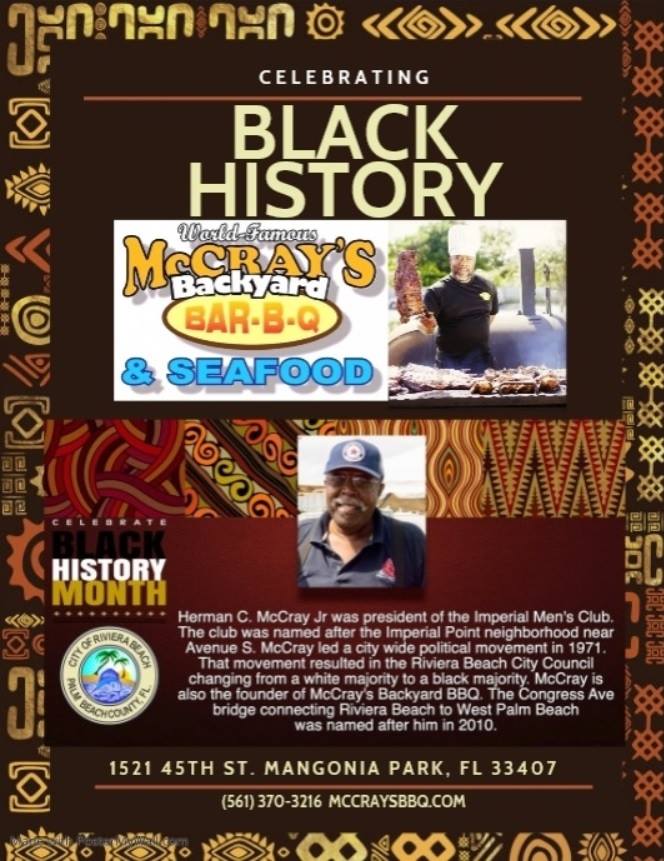 CELEBRATING
BLACK
HISTORY
World-Famous
McCRAY'S
Backyard
BAR-B-Q
& SEAFOOD
CELEBRATE
BLACK
HISTORY
MONTH
CITY OF RIVIERA BEACH
PALM BEACH COUNTY, FL
Herman C. McCray Jr was president of the Imperial Men's Club.
The club was named after the Imperial Point neighborhood near
Avenue S. McCray led a city wide political movement in 1971.
That movement resulted in the Riviera Beach City Council
changing from a white majority to a black majority. McCray is
also the founder of McCray's Backyard BBQ. The Congress Ave
bridge connecting Riviera Beach to West Palm Beach
was named after him in 2010.
1521 45TH ST. MANGONIA PARK, FL 33407
(561) 370-3216 MCCRAYSBBQ.COM
Made with PosterMyWall.com